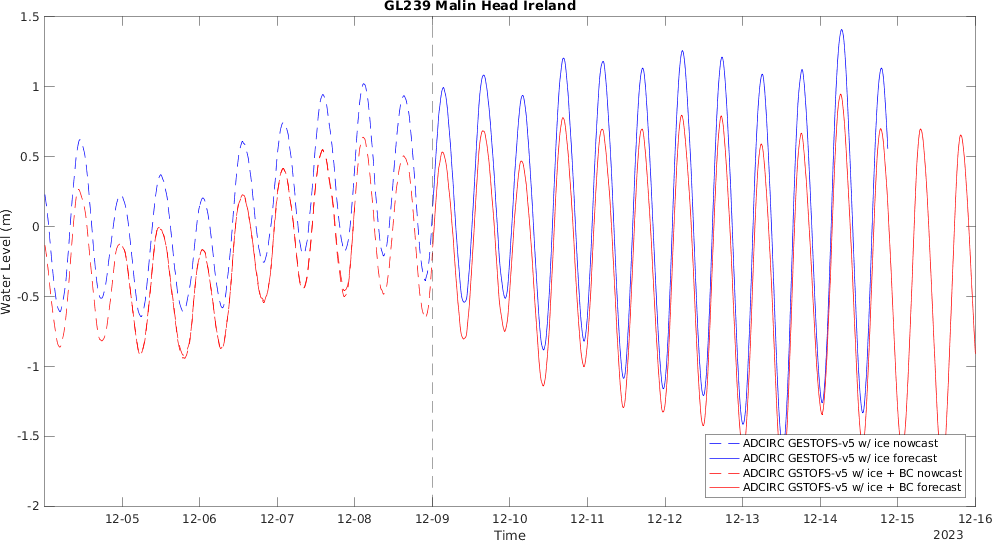 GL239 Malin Head Ireland
1.5
1
0.5
0
-0.5
-1
-1.5
-2
Water Level (m)
12-05 12-06 12-07 12-08 12-09 12-10 12-11 12-12 12-13 12-14 12-15 12-16
Time
2023
ADCIRC GESTOFS-v5 w/ ice nowcast
ADCIRC GESTOFS-v5 w/ ice forecast
ADCIRC GSTOFS-v5 w/ ice + BC nowcast
ADCIRC GSTOFS-v5 w/ ice + BC forecast